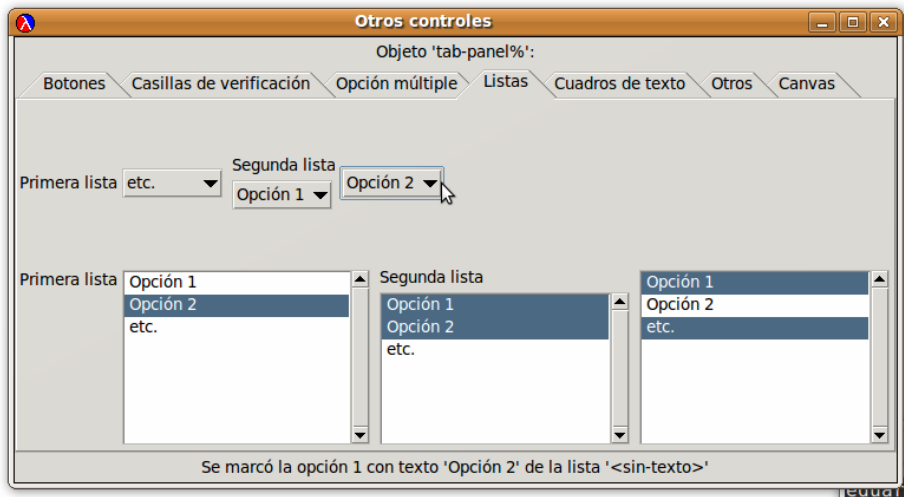 Otros controles
Objeto 'tab-panel%':
Botones Casillas de verificación Opción múltiple Listas Cuadros de texto Otros Canvas
Segunda lista
Primera lista etc. Opción 1 Opción 2
Primera lista
Opción 1
Opción 2
etc.
Segunda lista
Opción 1
Opción 2
etc.
Opción 1
Opción 2
etc.
Se marcó la opción 1 con texto 'Opción 2' de la lista '<sin-texto>'